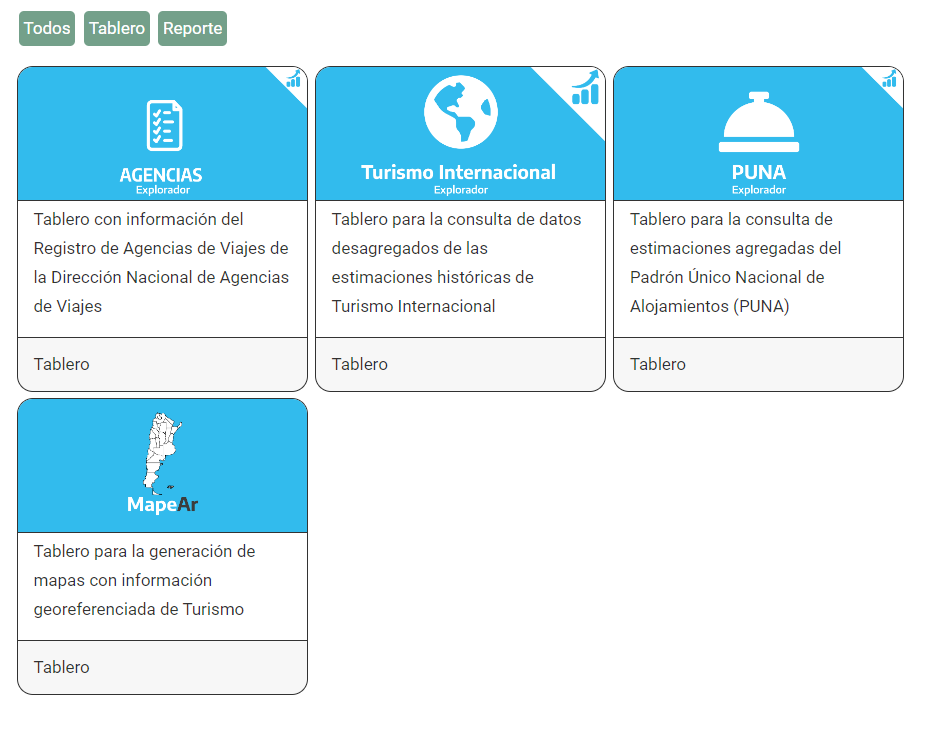 Todos
Tablero
Reporte
AGENCIAS
Explorador
Tablero con información del
Registro de Agencias de Viajes de
la Dirección Nacional de Agencias
de Viajes
Tablero
Turismo Internacional
Explorador
Tablero para la consulta de datos
desagregados de las
estimaciones históricas de
Turismo Internacional
Tablero
PUNA
Explorador
Tablero para la consulta de
estimaciones agregadas del
Padrón Único Nacional de
Alojamientos (PUNA)
Tablero
MapeAr
Tablero para la generación de
mapas con información
georeferenciada de Turismo
Tablero